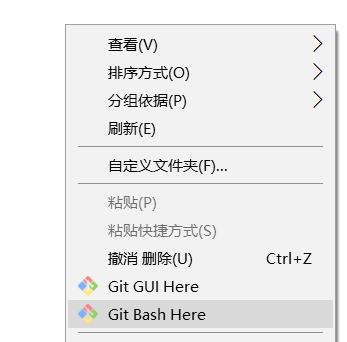 查看(V)
排序方式(O)
分组依据(P)
刷新(E)
自定义文件夹(F)...
粘贴(P)
粘贴快捷方式(S)
撤消 删除(U) Ctrl+Z
Git GUI Here
Git Bash Here